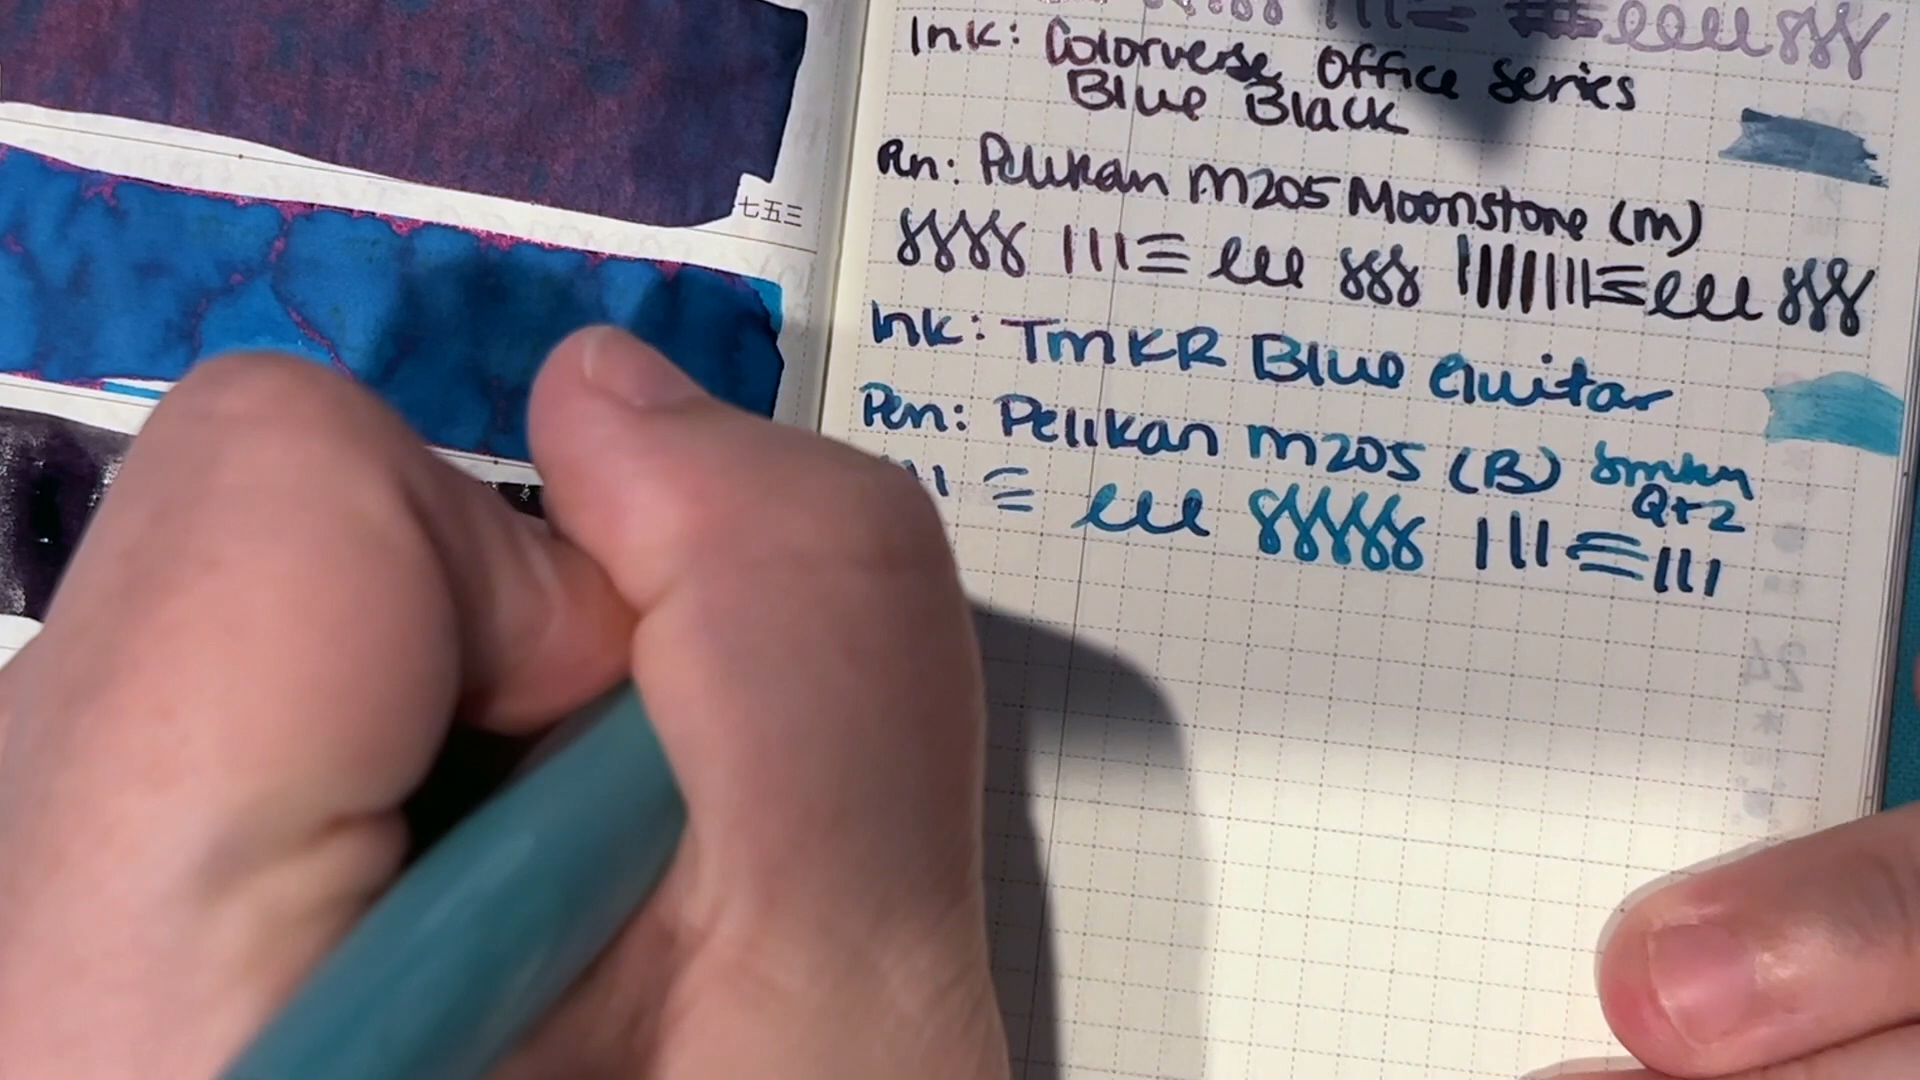 Ink: Colorverse Office Series
Blue Black
七五三
Pen: Pelikan M205 Moonstone (M)
Ink: TMKR Blue Guitar
Pen: Pelikan M205 (B)
24